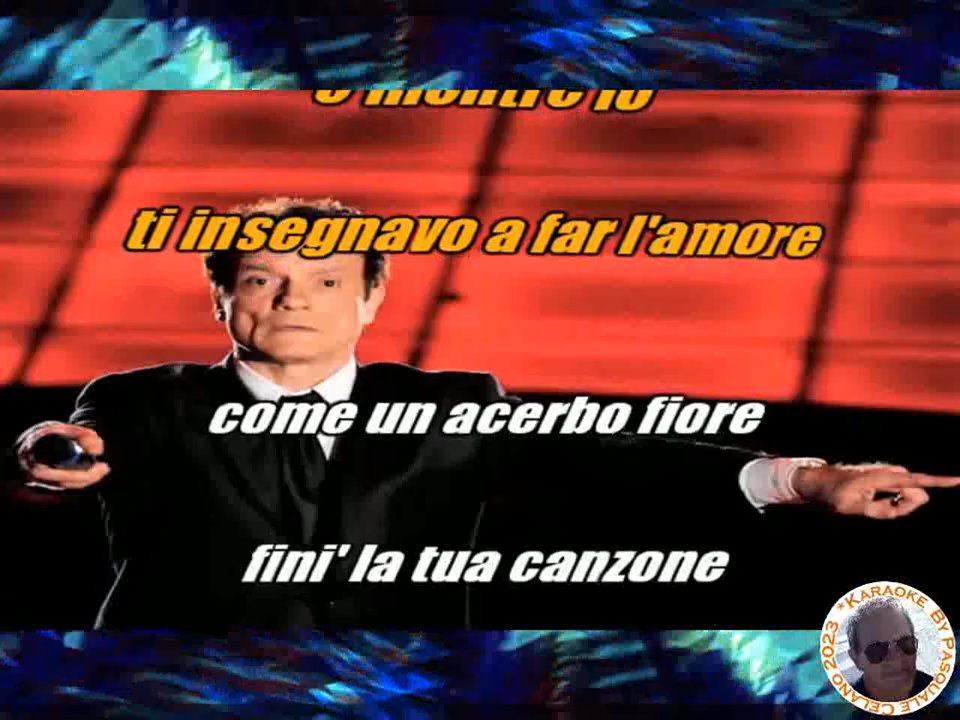 ti insegnavo a far l'amore
come un acerbo fiore
fini' la tua canzone
*KARAOKE BY PASQUALE CELANO 2023